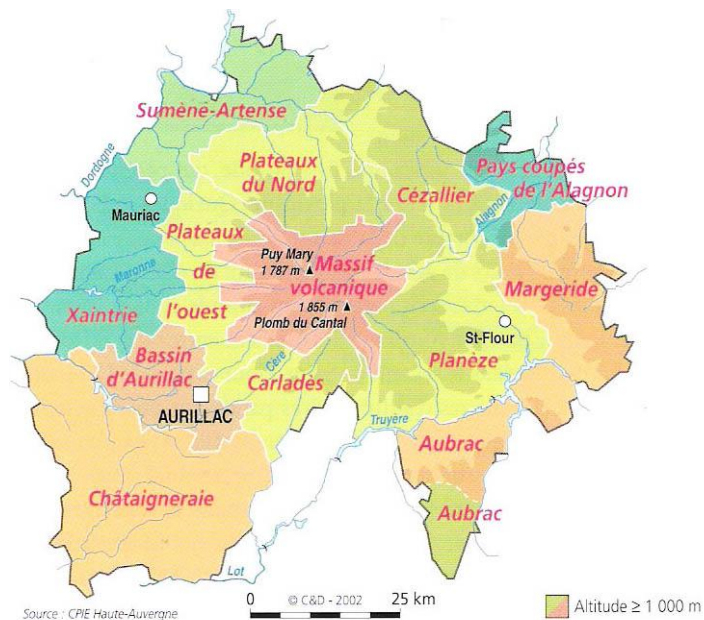 Sumène-Artense
Dordogne
Plateaux
du Nord
Cézallier
Pays coupés
de l'Alagnon
Alagnon
Mauriac
Plateaux
de
l'ouest
Maronne
Puy Mary
1 787 m
Massif
volcanique
1 855 m
Plomb du Cantal
Margeride
Xaintrie
St-Flour
Planèze
Bassin
d'Aurillac
AURILLAC
Cère
Carladès
Truyère
Aubrac
Aubrac
Châtaigneraie
Lot
Source : CPIE Haute-Auvergne
0
© C&D - 2002
25 km
Altitude ≥ 1 000 m